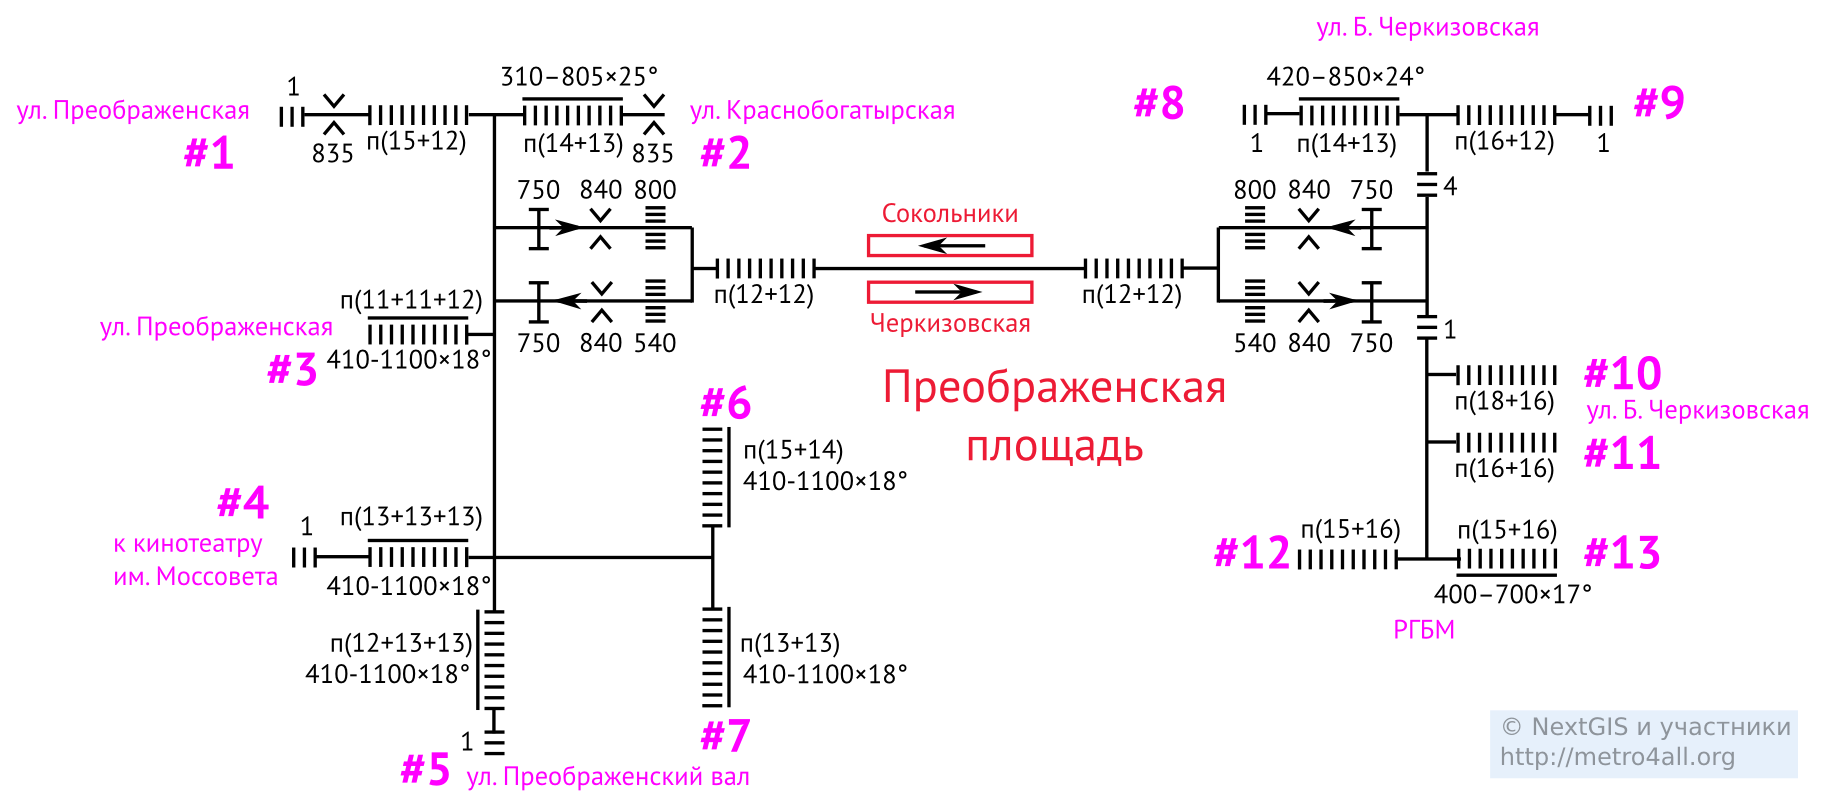 ул. Б. Черкизовская
1
310–805×25°
420–850×24°
ул. Преображенская
#1
835
п(15+12)
п(14+13)
835
ул. Краснобогатырская
#2
#8
1
п(14+13)
п(16+12)
1
#9
750
840
800
800
840
750
4
Сокольники
п(12+12)
п(12+12)
п(11+11+12)
ул. Преображенская
#3
410-1100×18°
750
840
540
Черкизовская
540
840
750
1
Преображенская
площадь
#10
п(18+16)
ул. Б. Черкизовская
#6
п(15+14)
410-1100×18°
п(16+16)
#11
#4
1
п(13+13+13)
к кинотеатру
им. Моссовета
410-1100×18°
#12
п(15+16)
п(15+16)
#13
400–700×17°
РГБМ
п(12+13+13)
410-1100×18°
п(13+13)
410-1100×18°
#7
1
#5
ул. Преображенский вал
© NextGIS и участники
http://metro4all.org